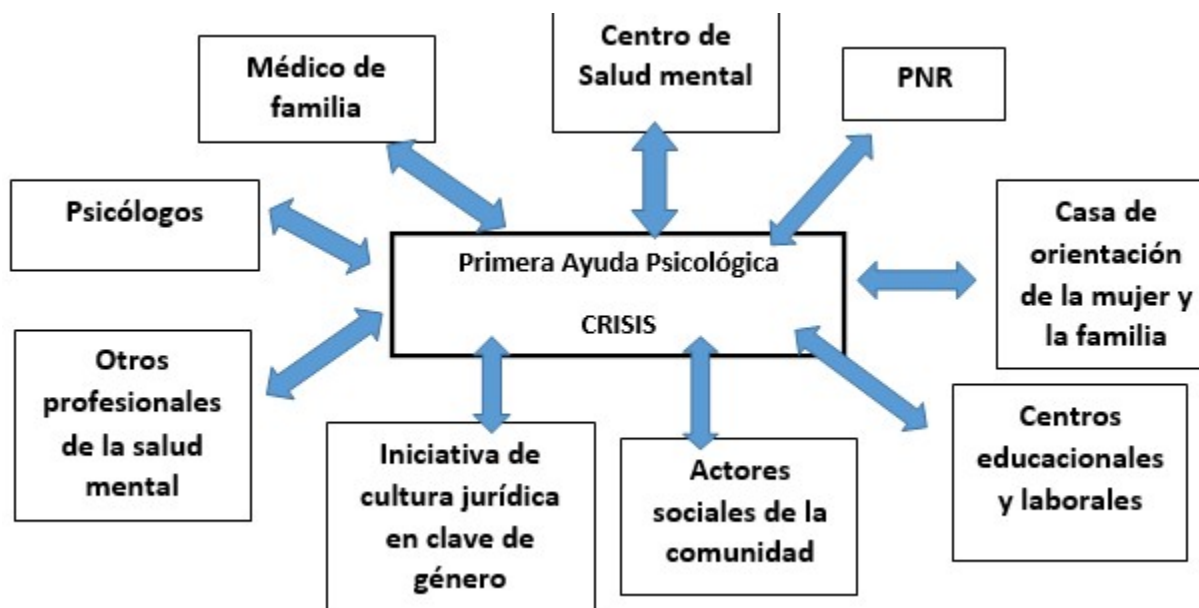 Médico de
familia
Centro de
Salud mental
PNR
Psicólogos
Primera Ayuda Psicológica
CRISIS
Casa de
orientación
de la mujer y
la familia
Otros
profesionales
de la salud
mental
Iniciativa de
cultura jurídica
en clave de
género
Actores
sociales de la
comunidad
Centros
educacionales
y laborales